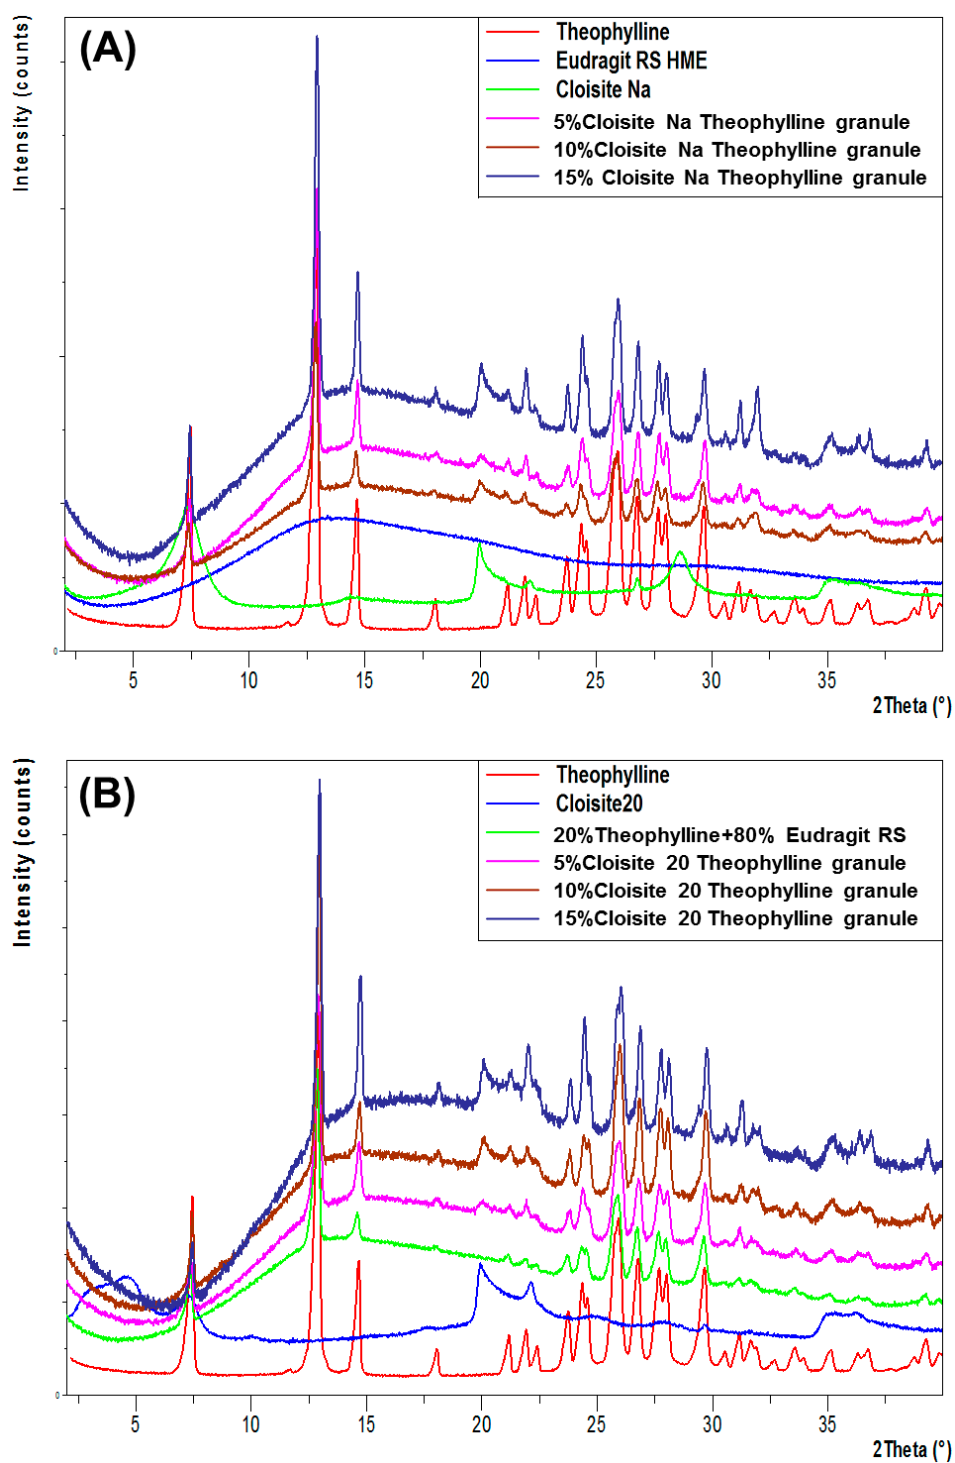 (A)
Intensity (counts)
Theophylline
Eudragit RS HME
Cloisite Na
5%Cloisite Na Theophylline granule
10%Cloisite Na Theophylline granule
15% Cloisite Na Theophylline granule
0
5 10 15 20 25 30 35
2Theta (°)
(B)
Intensity (counts)
Theophylline
Cloisite20
20%Theophylline+80% Eudragit RS
5%Cloisite 20 Theophylline granule
10%Cloisite 20 Theophylline granule
15%Cloisite 20 Theophylline granule
0
5 10 15 20 25 30 35
2Theta (°)